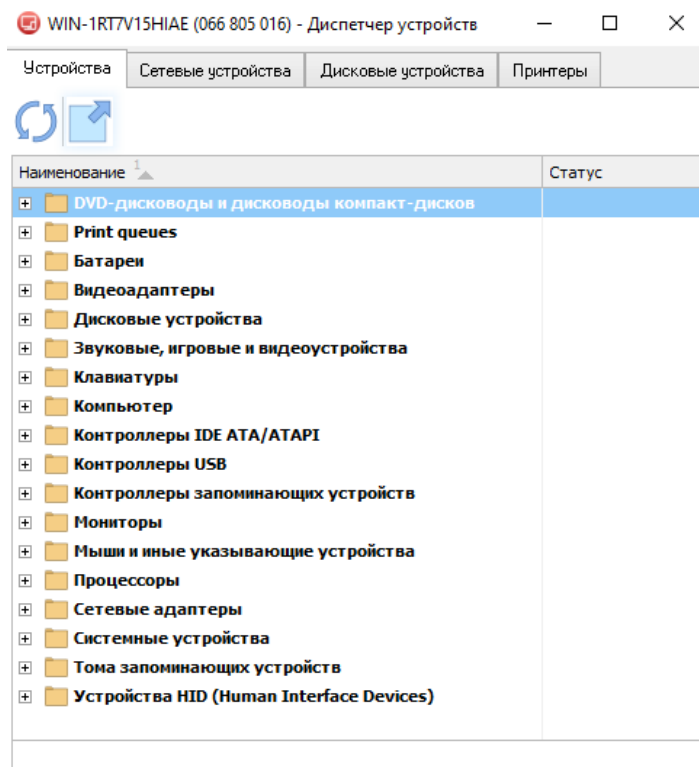 WIN-1RT7V15HIAE (066 805 016) - Диспетчер устройств
Устройства Сетевые устройства Дисковые устройства Принтеры
Наименование 1 Статус
DVD-дисководы и дисководы компакт-дисков
Print queues
Батареи
Видеоадаптеры
Дисковые устройства
Звуковые, игровые и видеоустройства
Клавиатуры
Компьютер
Контроллеры IDE ATA/ATAPI
Контроллеры USB
Контроллеры запоминающих устройств
Мониторы
Мыши и иные указывающие устройства
Процессоры
Сетевые адаптеры
Системные устройства
Тома запоминающих устройств
Устройства HID (Human Interface Devices)